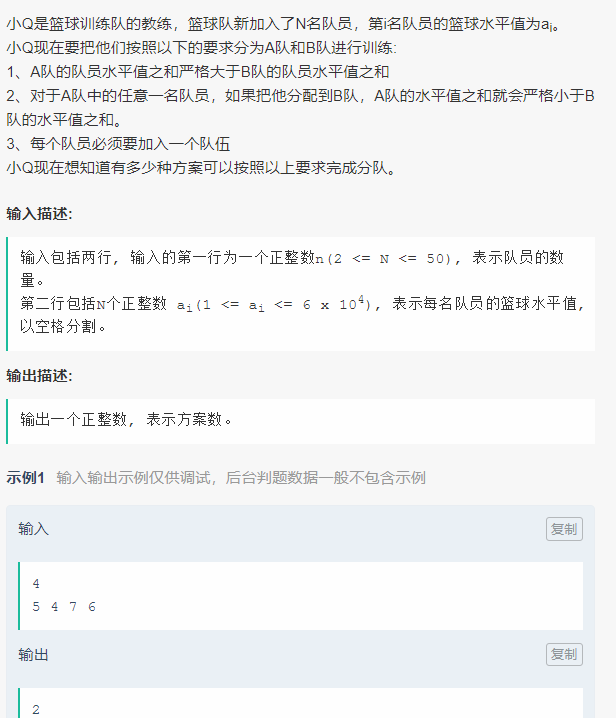 小Q是篮球训练队的教练，篮球队新加入了N名队员，第i名队员的篮球水平值为ai。
小Q现在要把他们按照以下的要求分为A队和B队进行训练:
1、A队的队员水平值之和严格大于B队的队员水平值之和
2、对于A队中的任意一名队员，如果把他分配到B队，A队的水平值之和就会严格小于B
队的水平值之和。
3、每个队员必须要加入一个队伍
小Q现在想知道有多少种方案可以按照以上要求完成分队。
输入描述:
输入包括两行, 输入的第一行为一个正整数n(2 <= N <= 50), 表示队员的数
量。
第二行包括N个正整数 ai(1 <= ai <= 6 x 10^4), 表示每名队员的篮球水平值,
以空格分割。
输出描述:
输出一个正整数, 表示方案数。
示例1 输入输出示例仅供调试，后台判题数据一般不包含示例
输入 复制
4
5 4 7 6
输出 复制
2